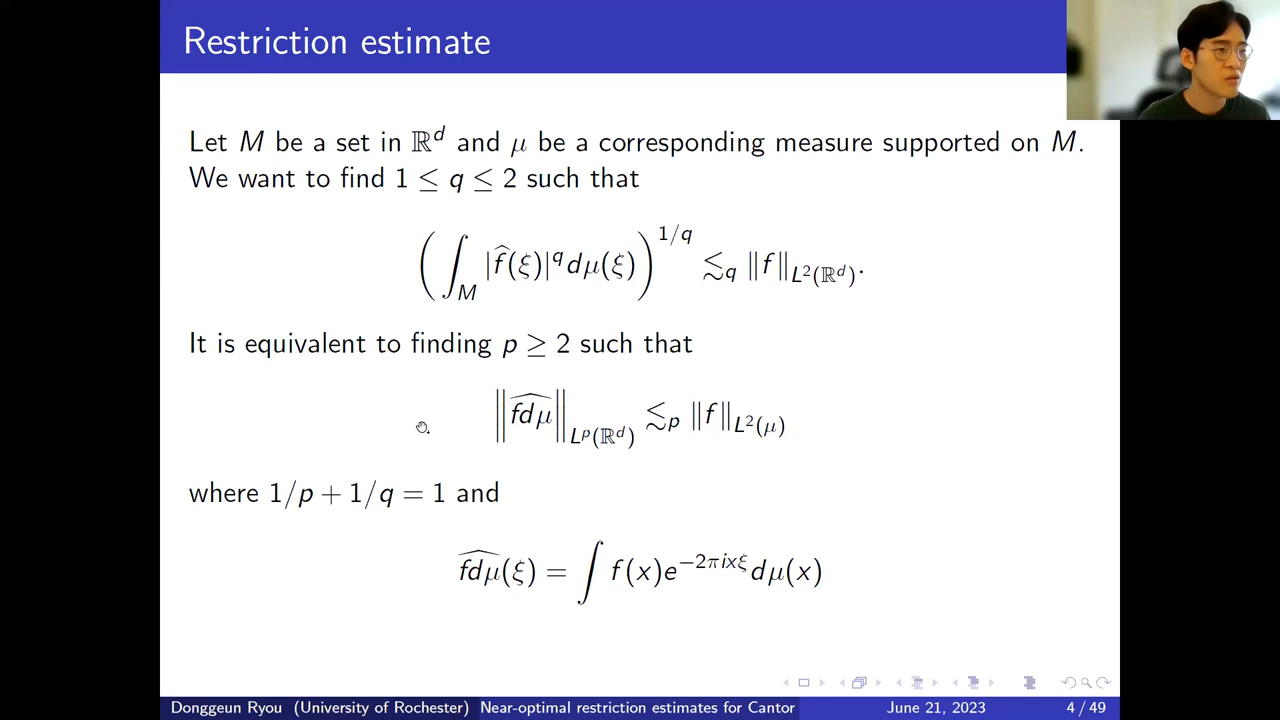 Restriction estimate
Let M be a set in ℝ^d and μ be a corresponding measure supported on M.
We want to find 1 ≤ q ≤ 2 such that
(∫_M |f̂(ξ)|^q dμ(ξ))^{1/q} ≲_q ‖f‖_{L^2(ℝ^d)}.
It is equivalent to finding p ≥ 2 such that
‖\widehat{fdμ}‖_{L^p(ℝ^d)} ≲_p ‖f‖_{L^2(μ)}
where 1/p + 1/q = 1 and
\widehat{fdμ}(ξ) = ∫ f(x)e^{−2πixξ}dμ(x)
Donggeun Ryou (University of Rochester) Near-optimal restriction estimates for Cantor June 21, 2023 4 / 49